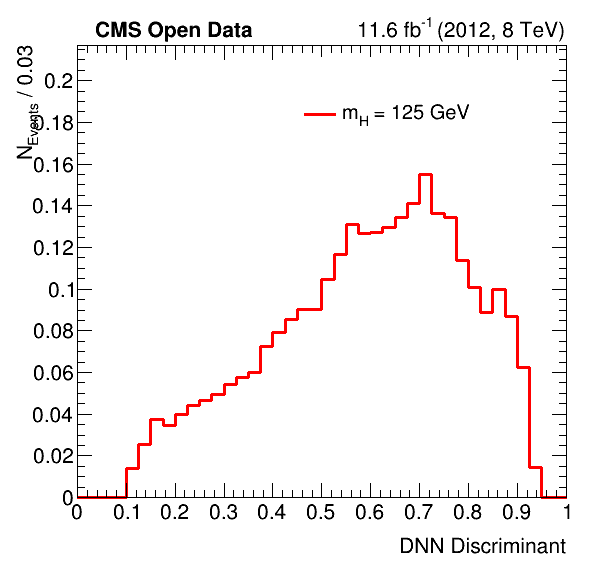 CMS Open Data
11.6 fb⁻¹ (2012, 8 TeV)
N_Events / 0.03
m_H = 125 GeV
0.2
0.18
0.16
0.14
0.12
0.1
0.08
0.06
0.04
0.02
0
0 0.1 0.2 0.3 0.4 0.5 0.6 0.7 0.8 0.9 1
DNN Discriminant